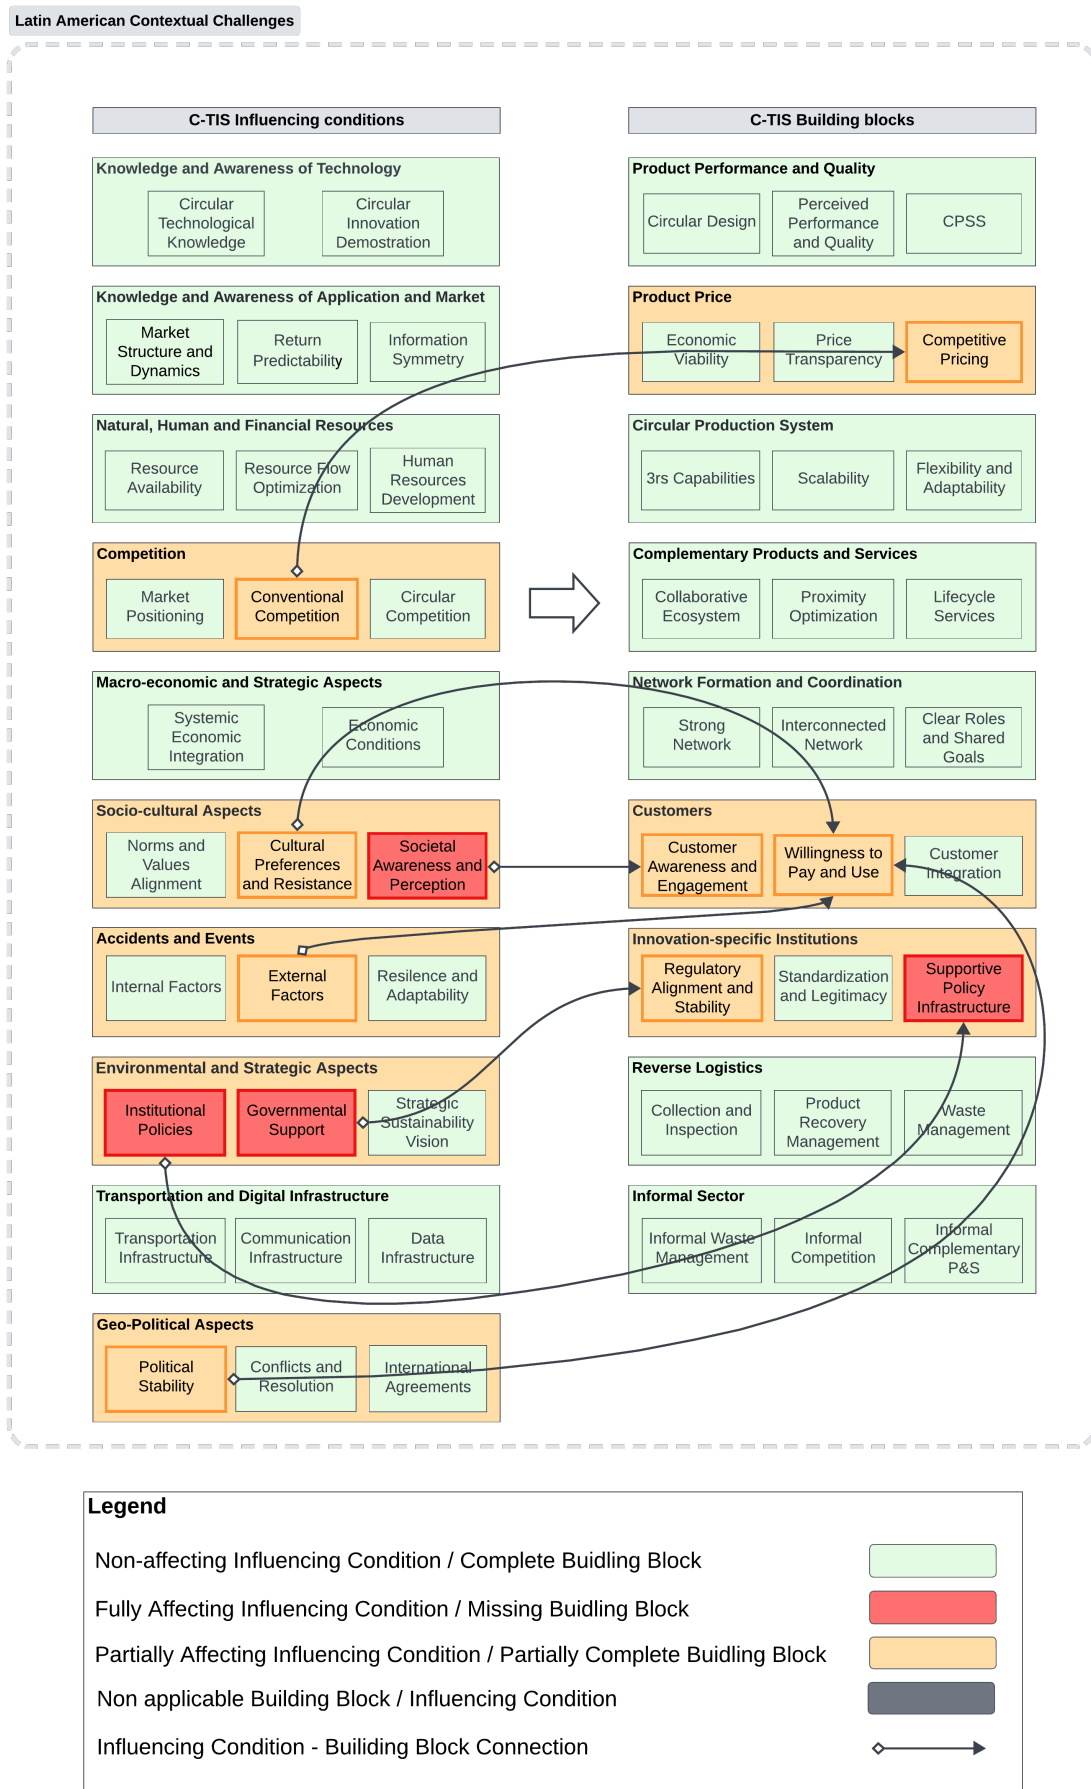 Latin American Contextual Challenges
C-TIS Influencing conditions
Knowledge and Awareness of Technology
Circular
Technological
Knowledge
Circular
Innovation
Demostration
Knowledge and Awareness of Application and Market
Market
Structure and
Dynamics
Return
Predictability
Information
Symmetry
Natural, Human and Financial Resources
Resource
Availability
Resource Flow
Optimization
Human
Resources
Development
Competition
Market
Positioning
Conventional
Competition
Circular
Competition
Macro-economic and Strategic Aspects
Systemic
Economic
Integration
Economic
Conditions
Socio-cultural Aspects
Norms and
Values
Alignment
Cultural
Preferences
and Resistance
Societal
Awareness and
Perception
Accidents and Events
Internal Factors
External
Factors
Resilence and
Adaptability
Environmental and Strategic Aspects
Institutional
Policies
Governmental
Support
Strategic
Sustainability
Vision
Transportation and Digital Infrastructure
Transportation
Infrastructure
Communication
Infrastructure
Data
Infrastructure
Geo-Political Aspects
Political
Stability
Conflicts and
Resolution
International
Agreements
C-TIS Building blocks
Product Performance and Quality
Circular Design
Perceived
Performance
and Quality
CPSS
Product Price
Economic
Viability
Price
Transparency
Competitive
Pricing
Circular Production System
3rs Capabilities
Scalability
Flexibility and
Adaptability
Complementary Products and Services
Collaborative
Ecosystem
Proximity
Optimization
Lifecycle
Services
Network Formation and Coordination
Strong
Network
Interconnected
Network
Clear Roles
and Shared
Goals
Customers
Customer
Awareness and
Engagement
Willingness to
Pay and Use
Customer
Integration
Innovation-specific Institutions
Regulatory
Alignment and
Stability
Standardization
and Legitimacy
Supportive
Policy
Infrastructure
Reverse Logistics
Collection and
Inspection
Product
Recovery
Management
Waste
Management
Informal Sector
Informal Waste
Management
Informal
Competition
Informal
Complementary
P&S
Legend
Non-affecting Influencing Condition / Complete Buidling Block
Fully Affecting Influencing Condition / Missing Buidling Block
Partially Affecting Influencing Condition / Partially Complete Buidling Block
Non applicable Building Block / Influencing Condition
Influencing Condition - Builiding Block Connection